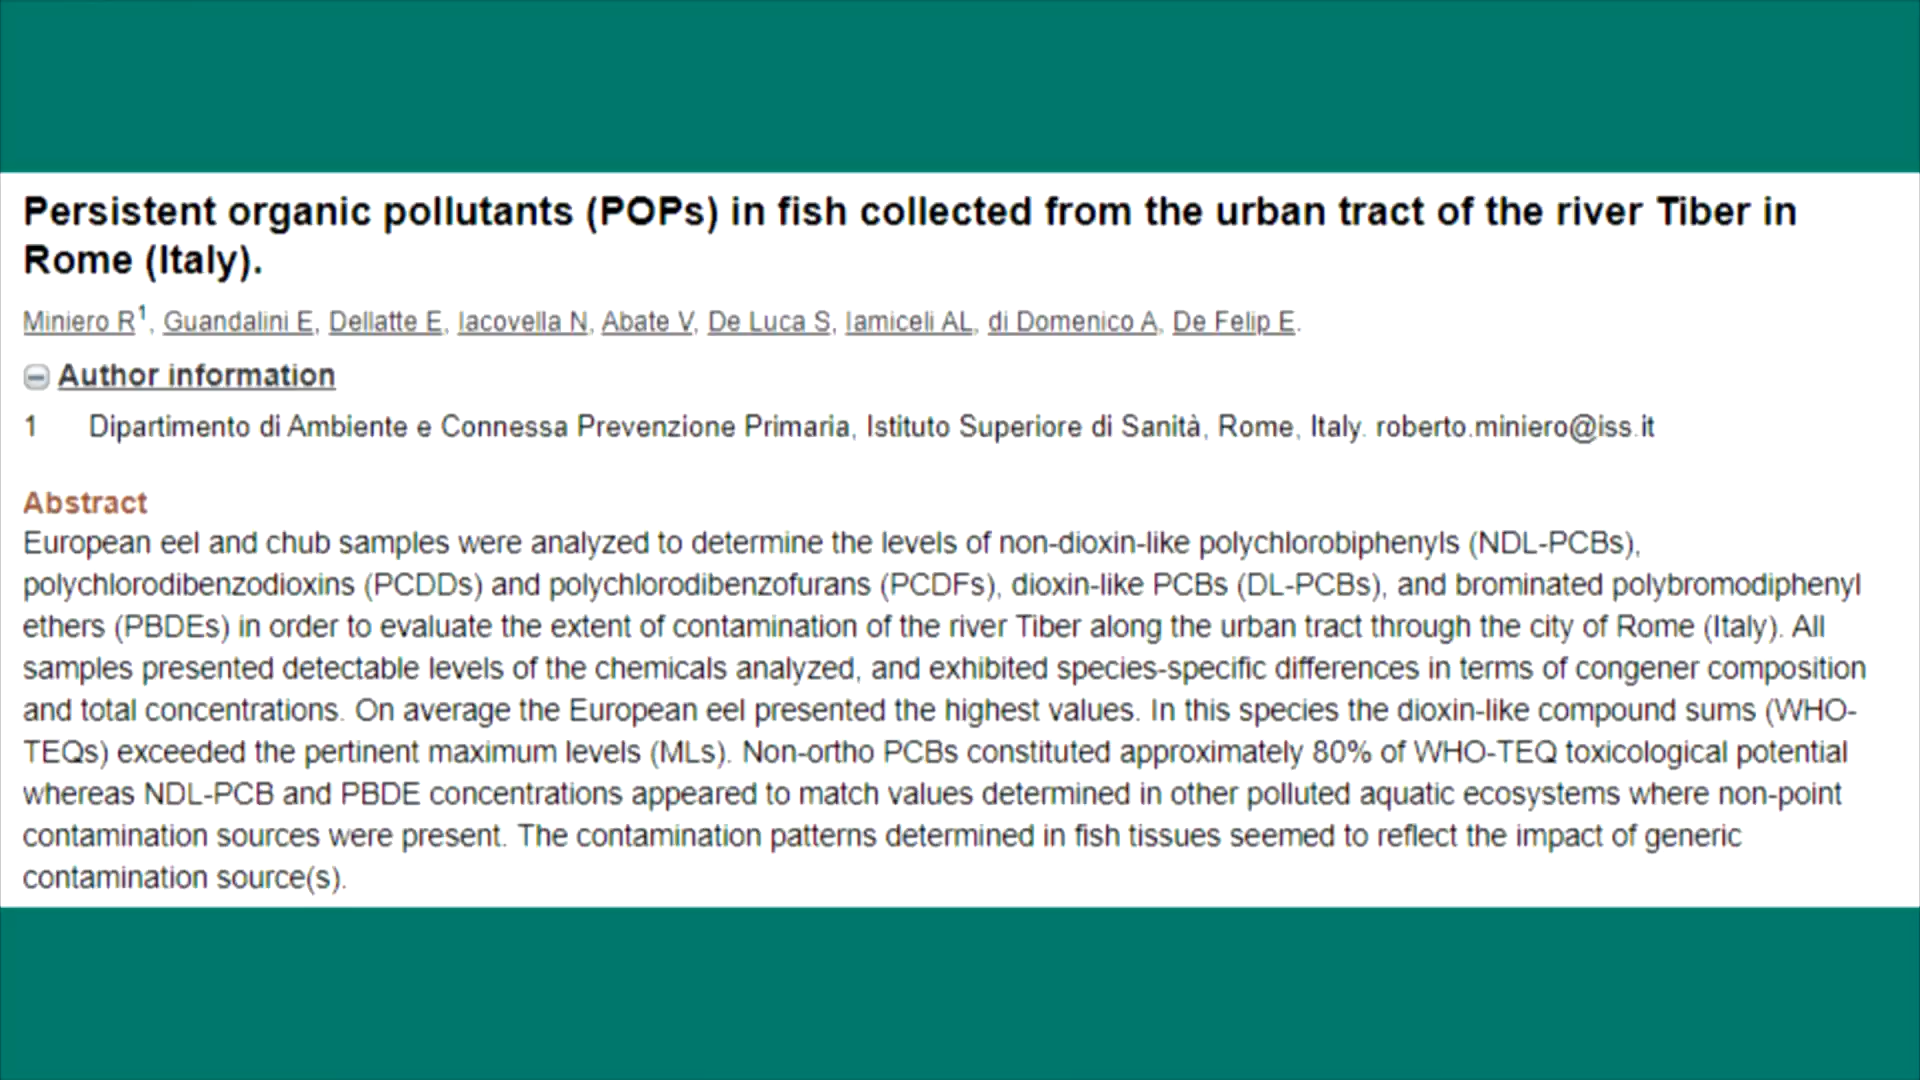 Persistent organic pollutants (POPs) in fish collected from the urban tract of the river Tiber in
Rome (Italy).
Miniero R1, Guandalini E, Dellatte E, Iacovella N, Abate V, De Luca S, Iamiceli AL, di Domenico A, De Felip E.
Author information
1 Dipartimento di Ambiente e Connessa Prevenzione Primaria, Istituto Superiore di Sanità, Rome, Italy. roberto.miniero@iss.it
Abstract
European eel and chub samples were analyzed to determine the levels of non-dioxin-like polychlorobiphenyls (NDL-PCBs),
polychlorodibenzodioxins (PCDDs) and polychlorodibenzofurans (PCDFs), dioxin-like PCBs (DL-PCBs), and brominated polybromodiphenyl
ethers (PBDEs) in order to evaluate the extent of contamination of the river Tiber along the urban tract through the city of Rome (Italy). All
samples presented detectable levels of the chemicals analyzed, and exhibited species-specific differences in terms of congener composition
and total concentrations. On average the European eel presented the highest values. In this species the dioxin-like compound sums (WHO-
TEQs) exceeded the pertinent maximum levels (MLs). Non-ortho PCBs constituted approximately 80% of WHO-TEQ toxicological potential
whereas NDL-PCB and PBDE concentrations appeared to match values determined in other polluted aquatic ecosystems where non-point
contamination sources were present. The contamination patterns determined in fish tissues seemed to reflect the impact of generic
contamination source(s).